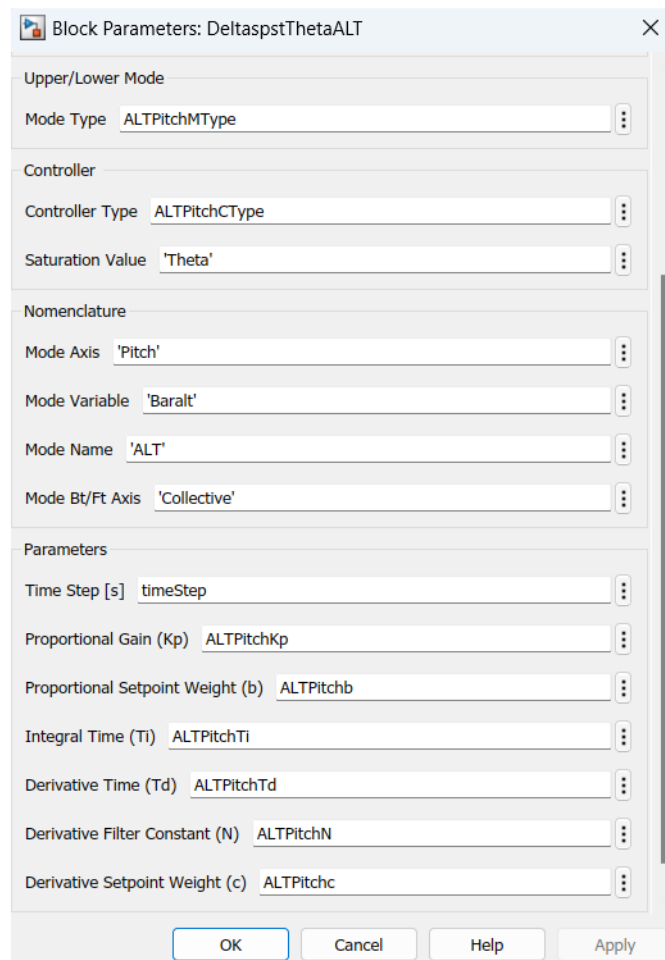 Block Parameters: DeltaspstThetaALT
Upper/Lower Mode
Mode Type ALTPitchMType
Controller
Controller Type ALTPitchCType
Saturation Value 'Theta'
Nomenclature
Mode Axis 'Pitch'
Mode Variable 'Baralt'
Mode Name 'ALT'
Mode Bt/Ft Axis 'Collective'
Parameters
Time Step [s] timeStep
Proportional Gain (Kp) ALTPitchKp
Proportional Setpoint Weight (b) ALTPitchb
Integral Time (Ti) ALTPitchTi
Derivative Time (Td) ALTPitchTd
Derivative Filter Constant (N) ALTPitchN
Derivative Setpoint Weight (c) ALTPitchc
OK Cancel Help Apply